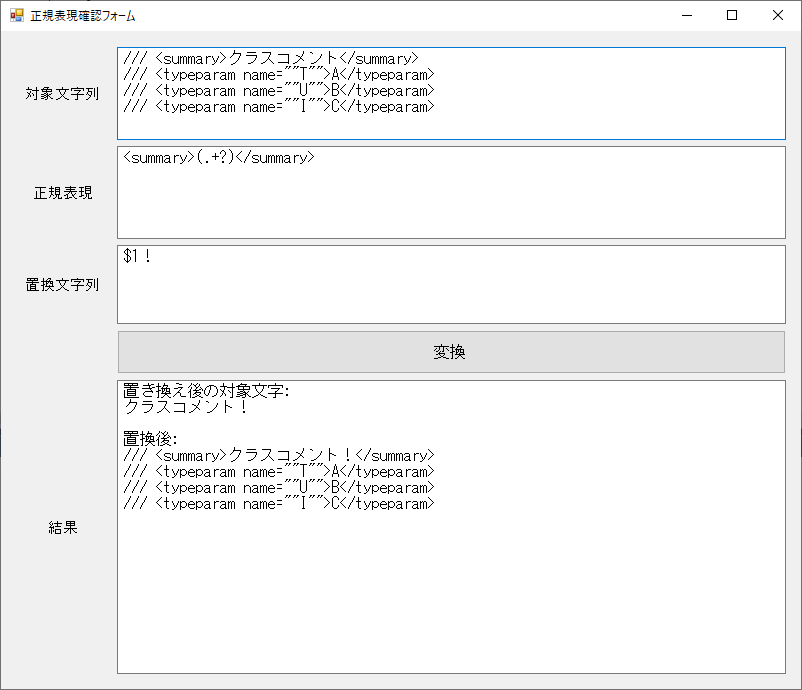 正規表現確認フォーム
対象文字列
/// <summary>クラスコメント</summary>
/// <typeparam name=""T"">A</typeparam>
/// <typeparam name=""U"">B</typeparam>
/// <typeparam name=""I"">C</typeparam>
正規表現
<summary>(.+?)</summary>
置換文字列
$1！
変換
結果
置き換え後の対象文字:
クラスコメント！
置換後:
/// <summary>クラスコメント！</summary>
/// <typeparam name=""T"">A</typeparam>
/// <typeparam name=""U"">B</typeparam>
/// <typeparam name=""I"">C</typeparam>